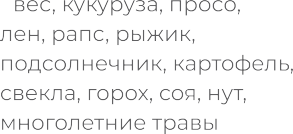 вес, кукуруза, просо,
лен, рапс, рыжик,
подсолнечник, картофель,
свекла, горох, соя, нут,
многолетние травы